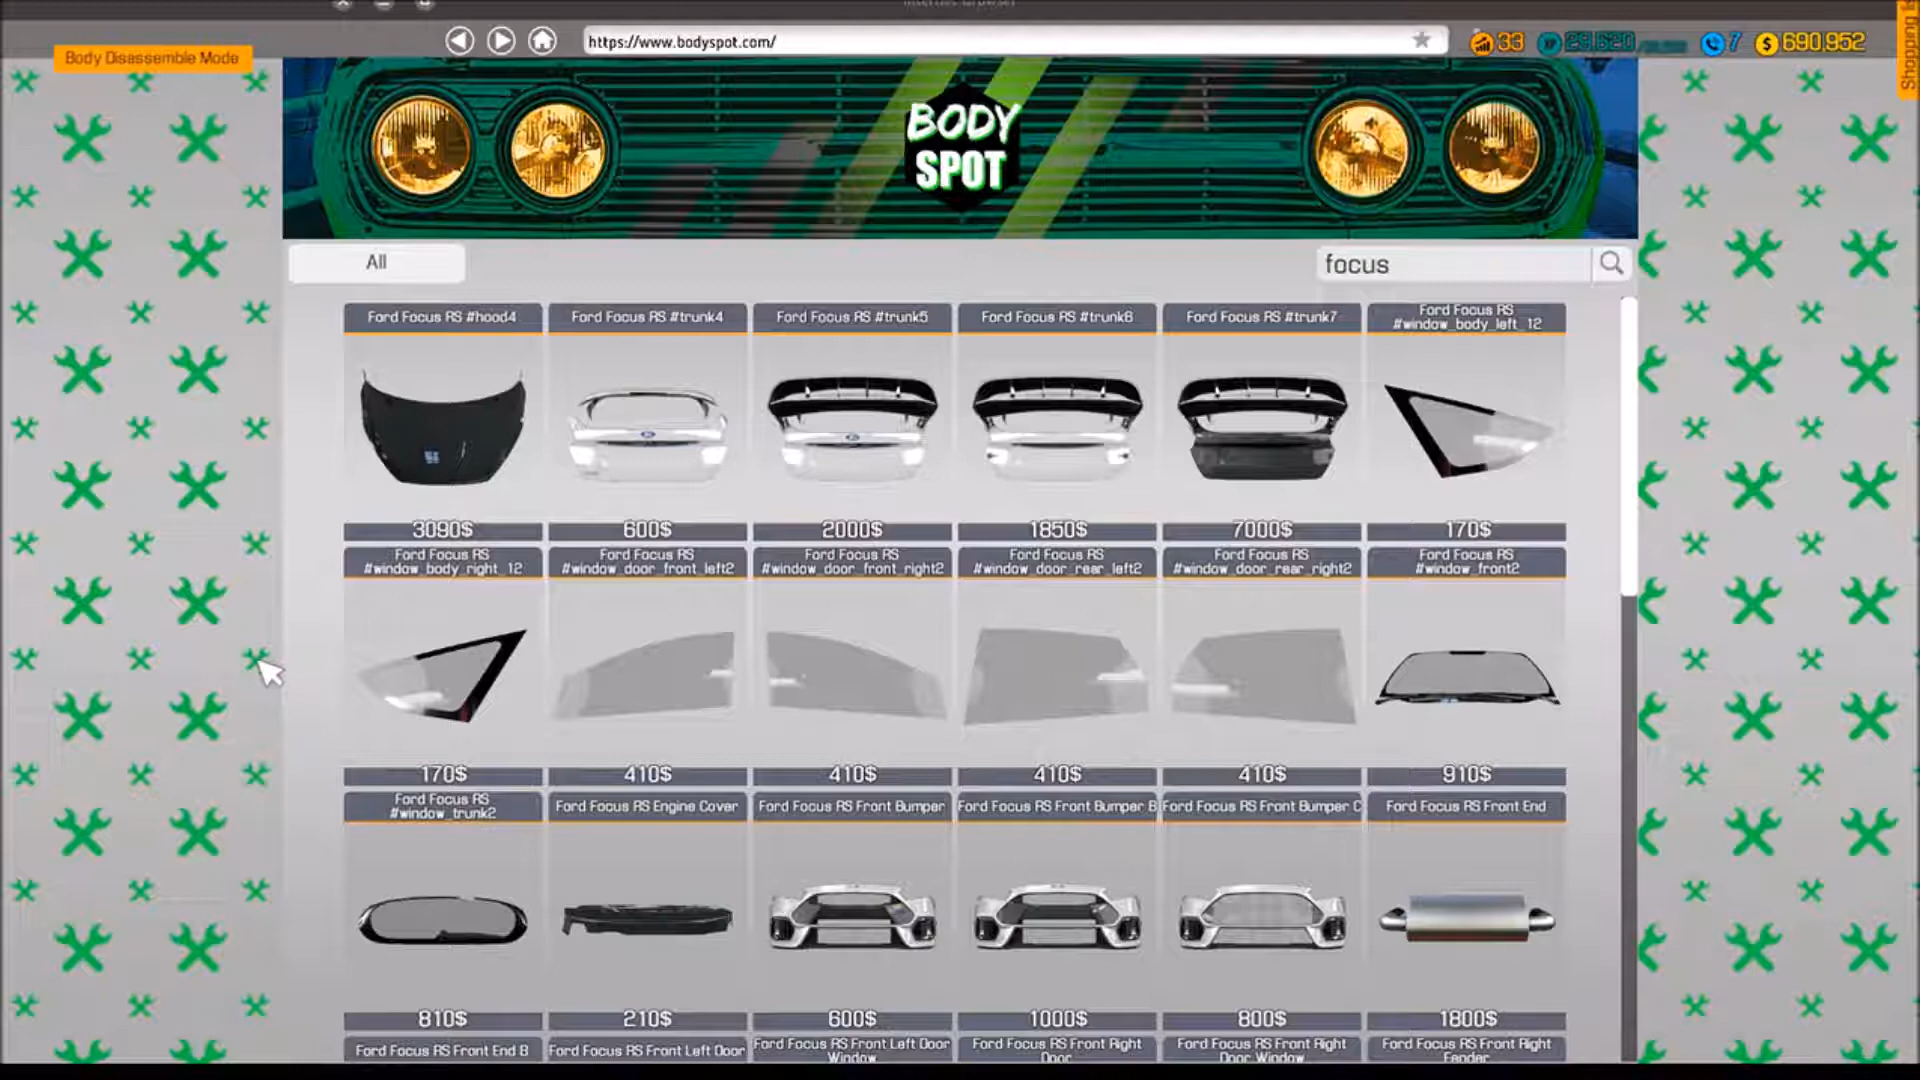 Internet Browser
Body Disassemble Mode
https://www.bodyspot.com/
33
29,620
7
$ 690,952
Shopping
BODY
SPOT
All
focus
Ford Focus RS #hood4
Ford Focus RS #trunk4
Ford Focus RS #trunk5
Ford Focus RS #trunk6
Ford Focus RS #trunk7
Ford Focus RS
#window_body_left_12
3090$
600$
2000$
1850$
7000$
170$
Ford Focus RS
#window_body_right_12
Ford Focus RS
#window_door_front_left2
Ford Focus RS
#window_door_front_right2
Ford Focus RS
#window_door_rear_left2
Ford Focus RS
#window_door_rear_right2
Ford Focus RS
#window_front2
170$
410$
410$
410$
410$
910$
Ford Focus RS
#window_trunk2
Ford Focus RS Engine Cover
Ford Focus RS Front Bumper
Ford Focus RS Front Bumper B
Ford Focus RS Front Bumper C
Ford Focus RS Front End
810$
210$
600$
1000$
800$
1800$
Ford Focus RS Front End B
Ford Focus RS Front Left Door
Ford Focus RS Front Left Door
Window
Ford Focus RS Front Right
Door
Ford Focus RS Front Right
Door Window
Ford Focus RS Front Right
Fender